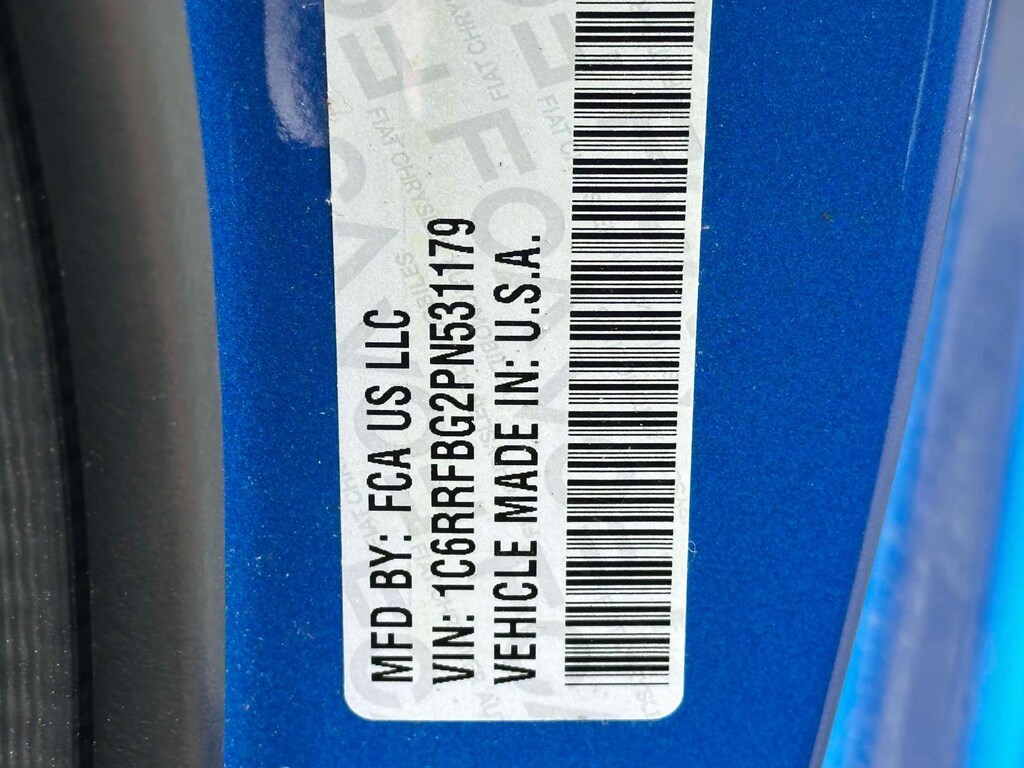 MFD BY: FCA US LLC
VIN: 1C6RRFBG2PN531179
VEHICLE MADE IN: U.S.A.